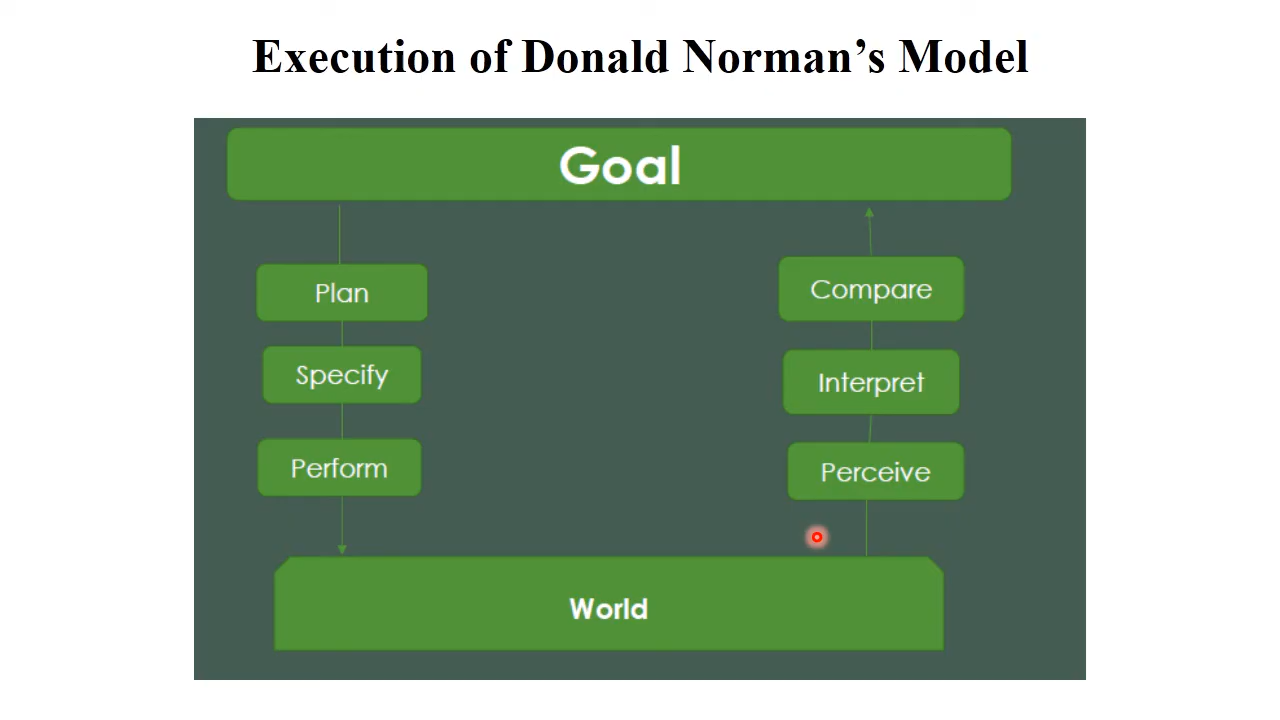 Execution of Donald Norman’s Model
Goal
Plan
Specify
Perform
Compare
Interpret
Perceive
World